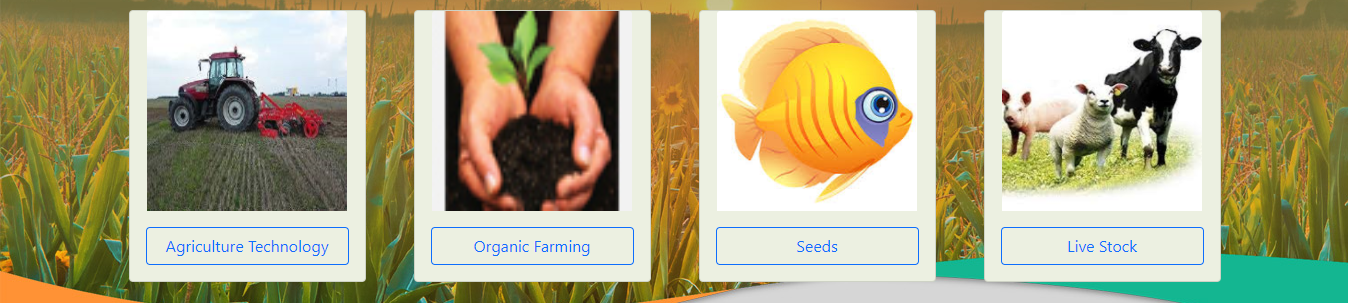 Agriculture Technology
Organic Farming
Seeds
Live Stock